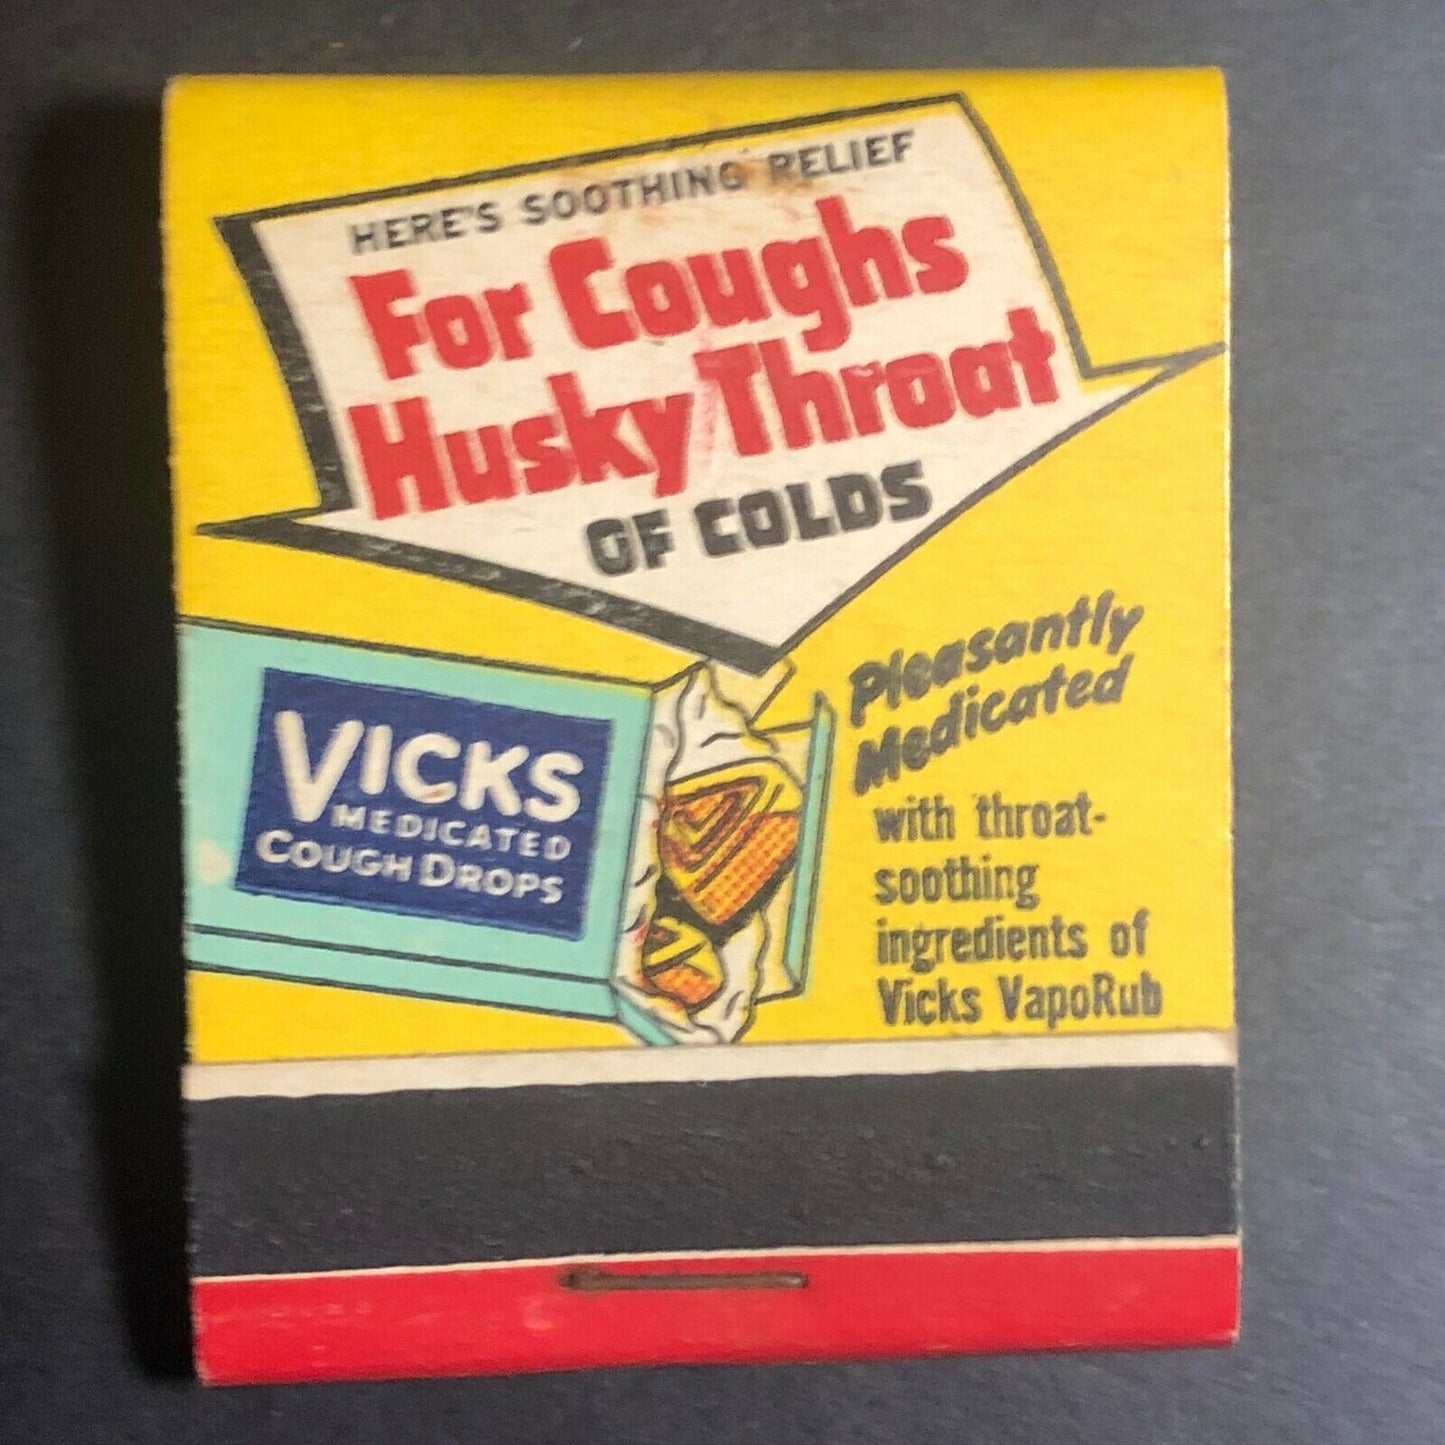 HERE'S SOOTHING RELIEF
For Coughs
Husky Throat
OF COLDS
VICKS
MEDICATED
COUGH DROPS
Pleasantly
Medicated
with throat-
soothing
ingredients of
Vicks VapoRub